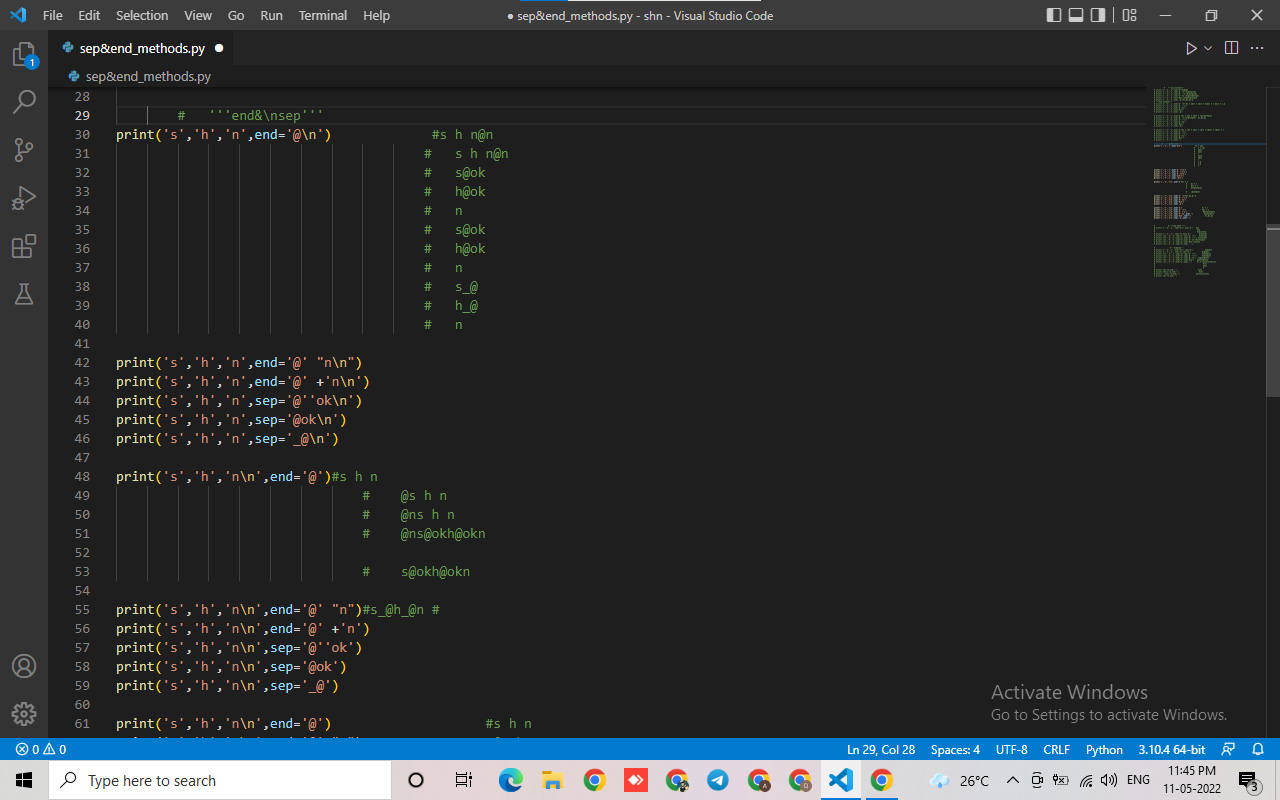 File Edit Selection View Go Run Terminal Help ● sep&end_methods.py - shn - Visual Studio Code
sep&end_methods.py ●
sep&end_methods.py
28
29 # '''end&\nsep'''
30 print('s','h','n',end='@\n') #s h n@n
31 # s h n@n
32 # s@ok
33 # h@ok
34 # n
35 # s@ok
36 # h@ok
37 # n
38 # s_@
39 # h_@
40 # n
41
42 print('s','h','n',end='@' "n\n")
43 print('s','h','n',end='@' +'n\n')
44 print('s','h','n',sep='@''ok\n')
45 print('s','h','n',sep='@ok\n')
46 print('s','h','n',sep='_@\n')
47
48 print('s','h','n\n',end='@')#s h n
49 # @s h n
50 # @ns h n
51 # @ns@okh@okn
52
53 # s@okh@okn
54
55 print('s','h','n\n',end='@' "n")#s_@h_@n #
56 print('s','h','n\n',end='@' +'n')
57 print('s','h','n\n',sep='@''ok')
58 print('s','h','n\n',sep='@ok')
59 print('s','h','n\n',sep='_@')
60
61 print('s','h','n\n',end='@') #s h n
Activate Windows
Go to Settings to activate Windows.
0 0 Ln 29, Col 28 Spaces: 4 UTF-8 CRLF Python 3.10.4 64-bit
1
Type here to search
26°C ENG 11:45 PM
11-05-2022 3